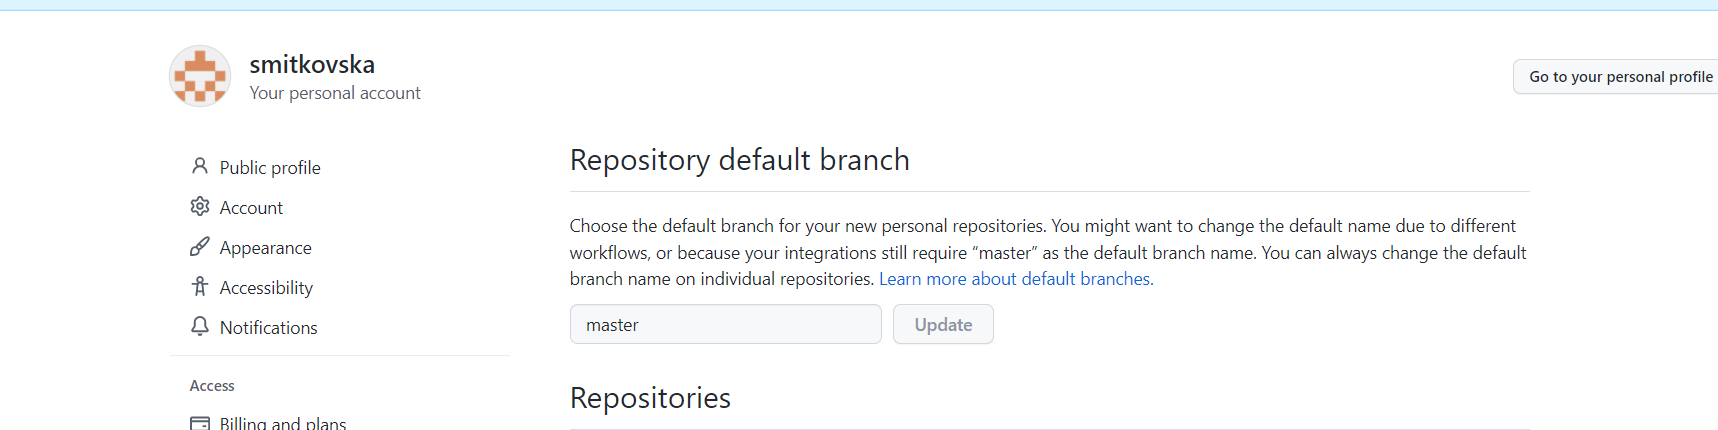 smitkovska
Your personal account
Go to your personal profile
Public profile
Account
Appearance
Accessibility
Notifications
Access
Billing and plans
Repository default branch
Choose the default branch for your new personal repositories. You might want to change the default name due to different
workflows, or because your integrations still require “master” as the default branch name. You can always change the default
branch name on individual repositories. Learn more about default branches.
master
Update
Repositories